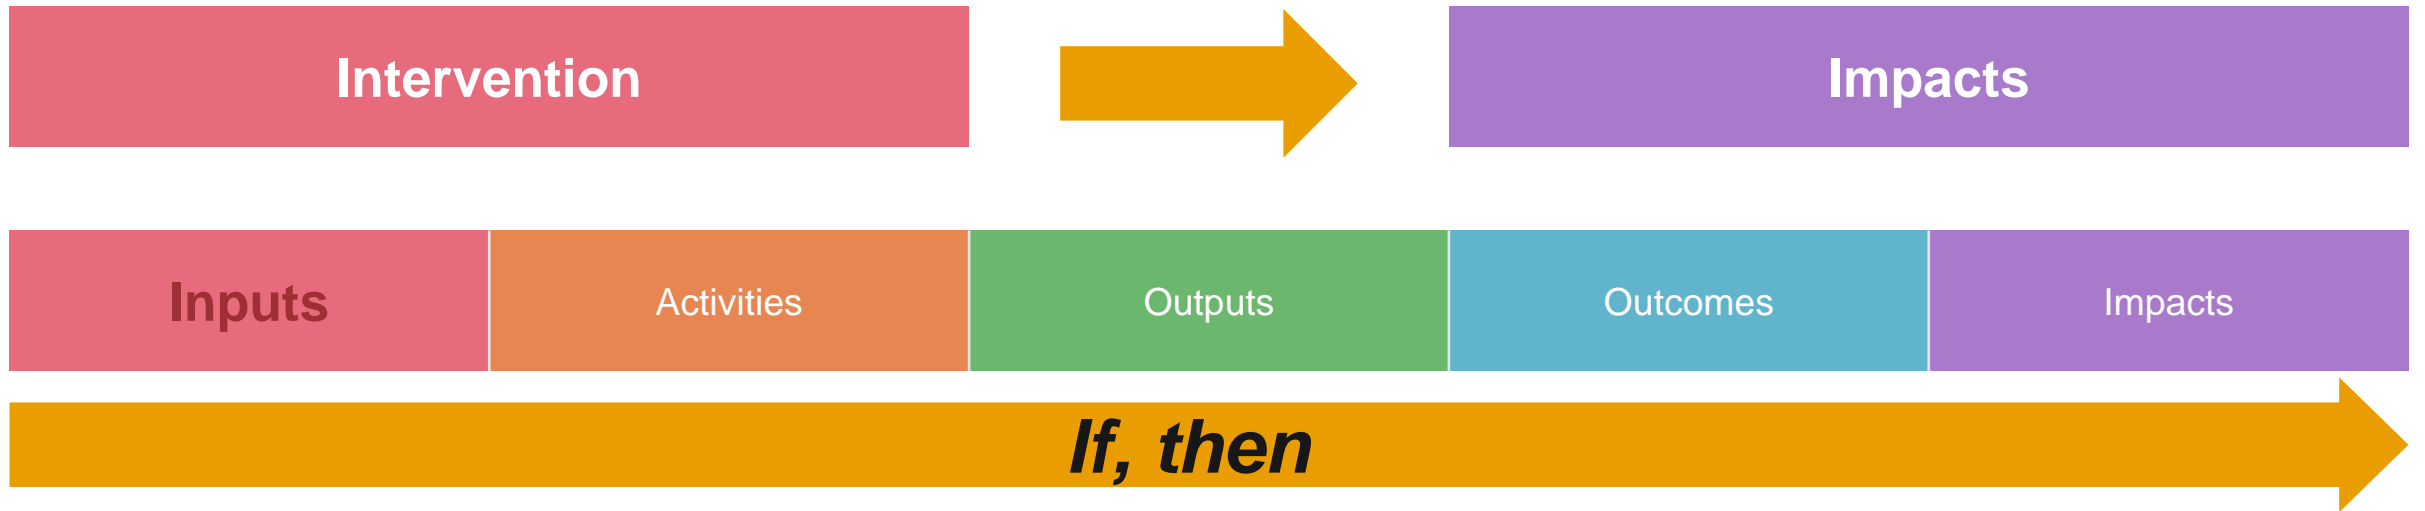 Intervention
Impacts
Inputs
Activities
Outputs
Outcomes
Impacts
If, then